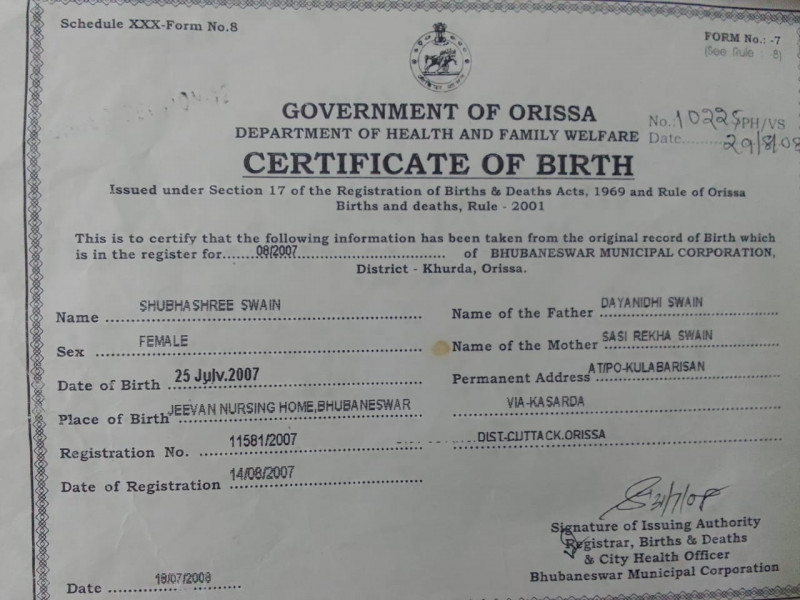 Schedule XXX-Form No.8
FORM No.: -7
(See Rule 8)
GOVERNMENT OF ORISSA
DEPARTMENT OF HEALTH AND FAMILY WELFARE
No. 10225 PH/VS
Date......... 29/8/08
CERTIFICATE OF BIRTH
Issued under Section 17 of the Registration of Births & Deaths Acts, 1969 and Rule of Orissa
Births and deaths, Rule - 2001
This is to certify that the following information has been taken from the original record of Birth which
is in the register for......08/2007.......................... of BHUBANESWAR MUNICIPAL CORPORATION,
District - Khurda, Orissa.
Name SHUBHASHREE SWAIN
Sex FEMALE
Date of Birth 25 July.2007
Place of Birth JEEVAN NURSING HOME,BHUBANESWAR
Registration No. 11581/2007
Date of Registration 14/08/2007
Name of the Father DAYANIDHI SWAIN
Name of the Mother SASI REKHA SWAIN
Permanent Address AT/PO-KULABARISAN
VIA-KASARDA
DIST-CUTTACK.ORISSA
Signature of Issuing Authority
Registrar, Births & Deaths
& City Health Officer
Bhubaneswar Municipal Corporation
Date 18/07/2008